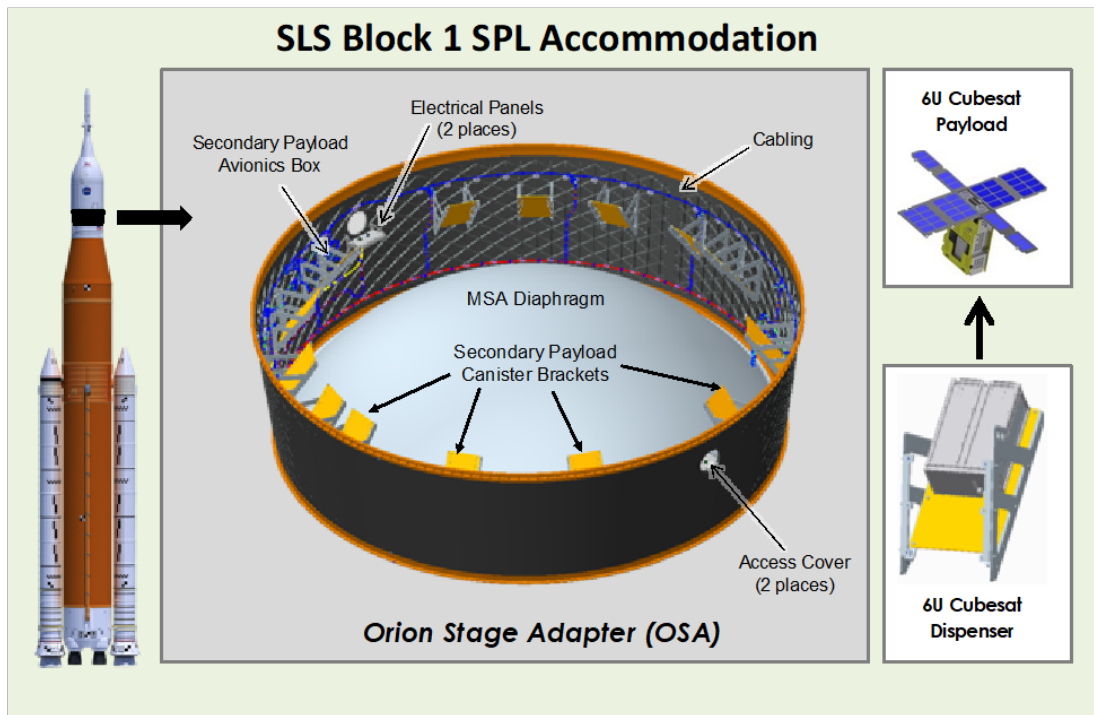 SLS Block 1 SPL Accommodation
Electrical Panels
(2 places)
Secondary Payload
Avionics Box
Cabling
MSA Diaphragm
Secondary Payload
Canister Brackets
Access Cover
(2 places)
Orion Stage Adapter (OSA)
6U Cubesat
Payload
6U Cubesat
Dispenser